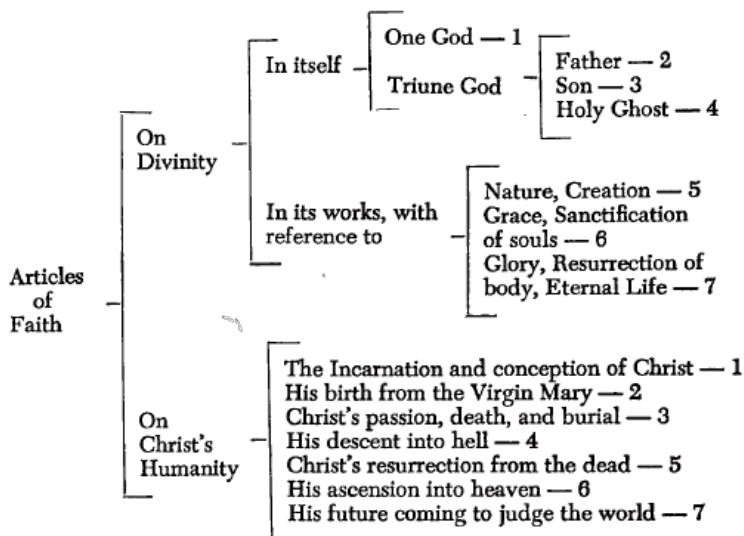 Articles
of
Faith
On
Divinity
In itself
One God — 1
Triune God
Father — 2
Son — 3
Holy Ghost — 4
In its works, with
reference to
Nature, Creation — 5
Grace, Sanctification
of souls — 6
Glory, Resurrection of
body, Eternal Life — 7
On
Christ's
Humanity
The Incarnation and conception of Christ — 1
His birth from the Virgin Mary — 2
Christ's passion, death, and burial — 3
His descent into hell — 4
Christ's resurrection from the dead — 5
His ascension into heaven — 6
His future coming to judge the world — 7